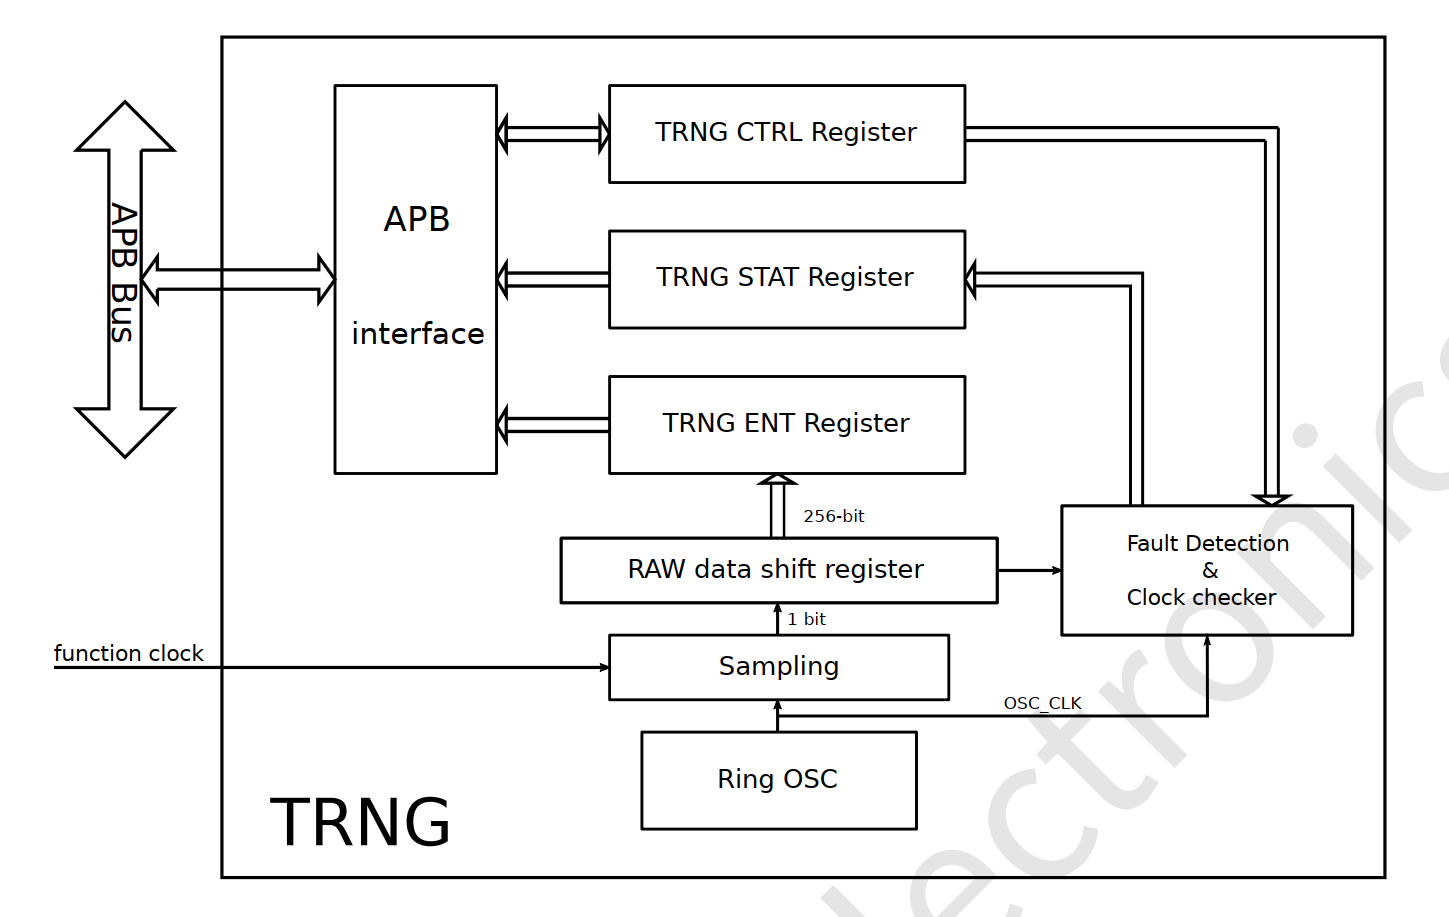 TRNG CTRL Register
APB Bus
APB
interface
TRNG STAT Register
TRNG ENT Register
256-bit
RAW data shift register
Fault Detection
&
Clock checker
1 bit
function clock
Sampling
OSC_CLK
Ring OSC
TRNG
lectronics